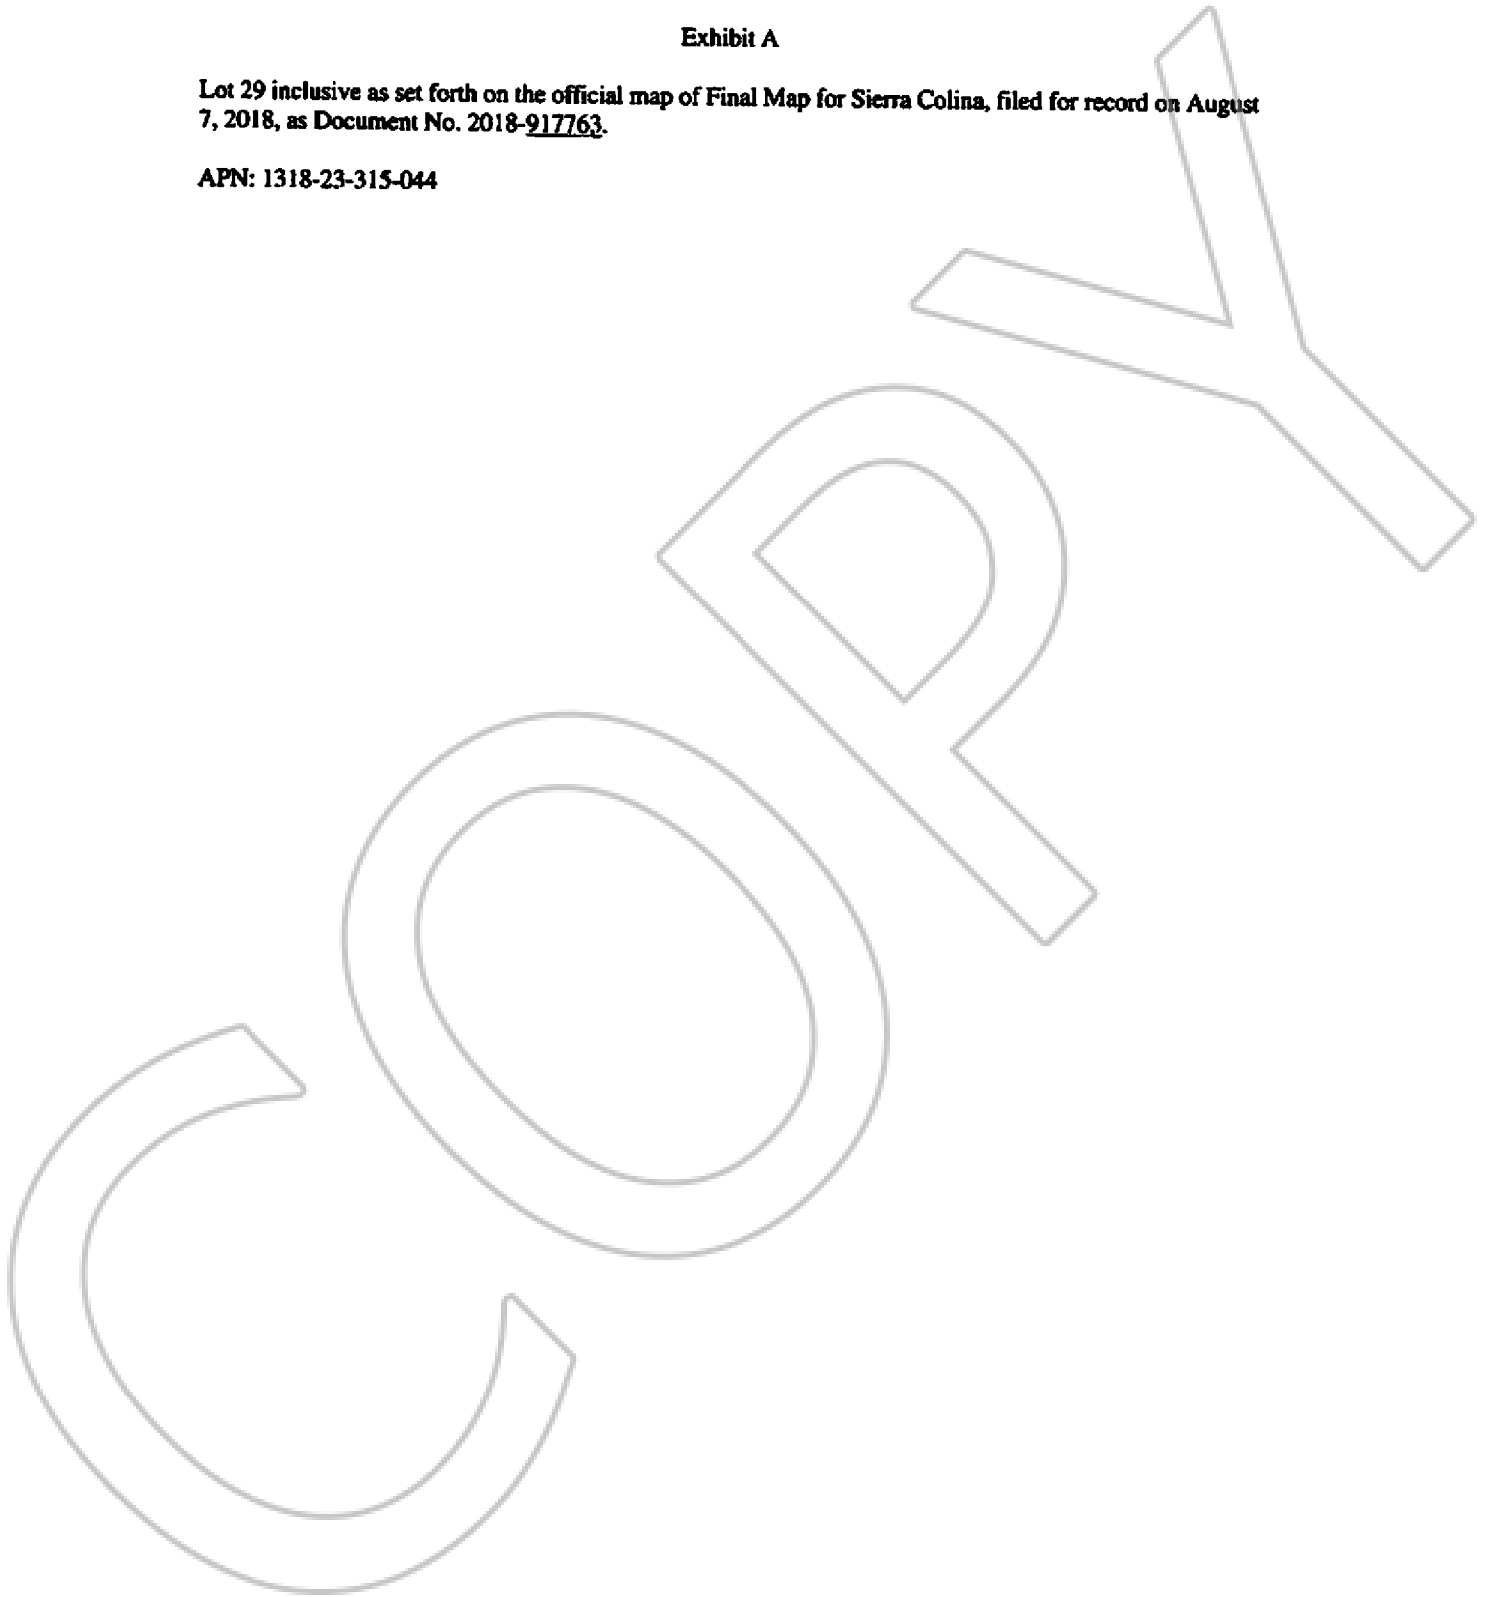 Exhibit A
Lot 29 inclusive as set forth on the official map of Final Map for Sierra Colina, filed for record on August
7, 2018, as Document No. 2018-917763.
APN: 1318-23-315-044
COPY